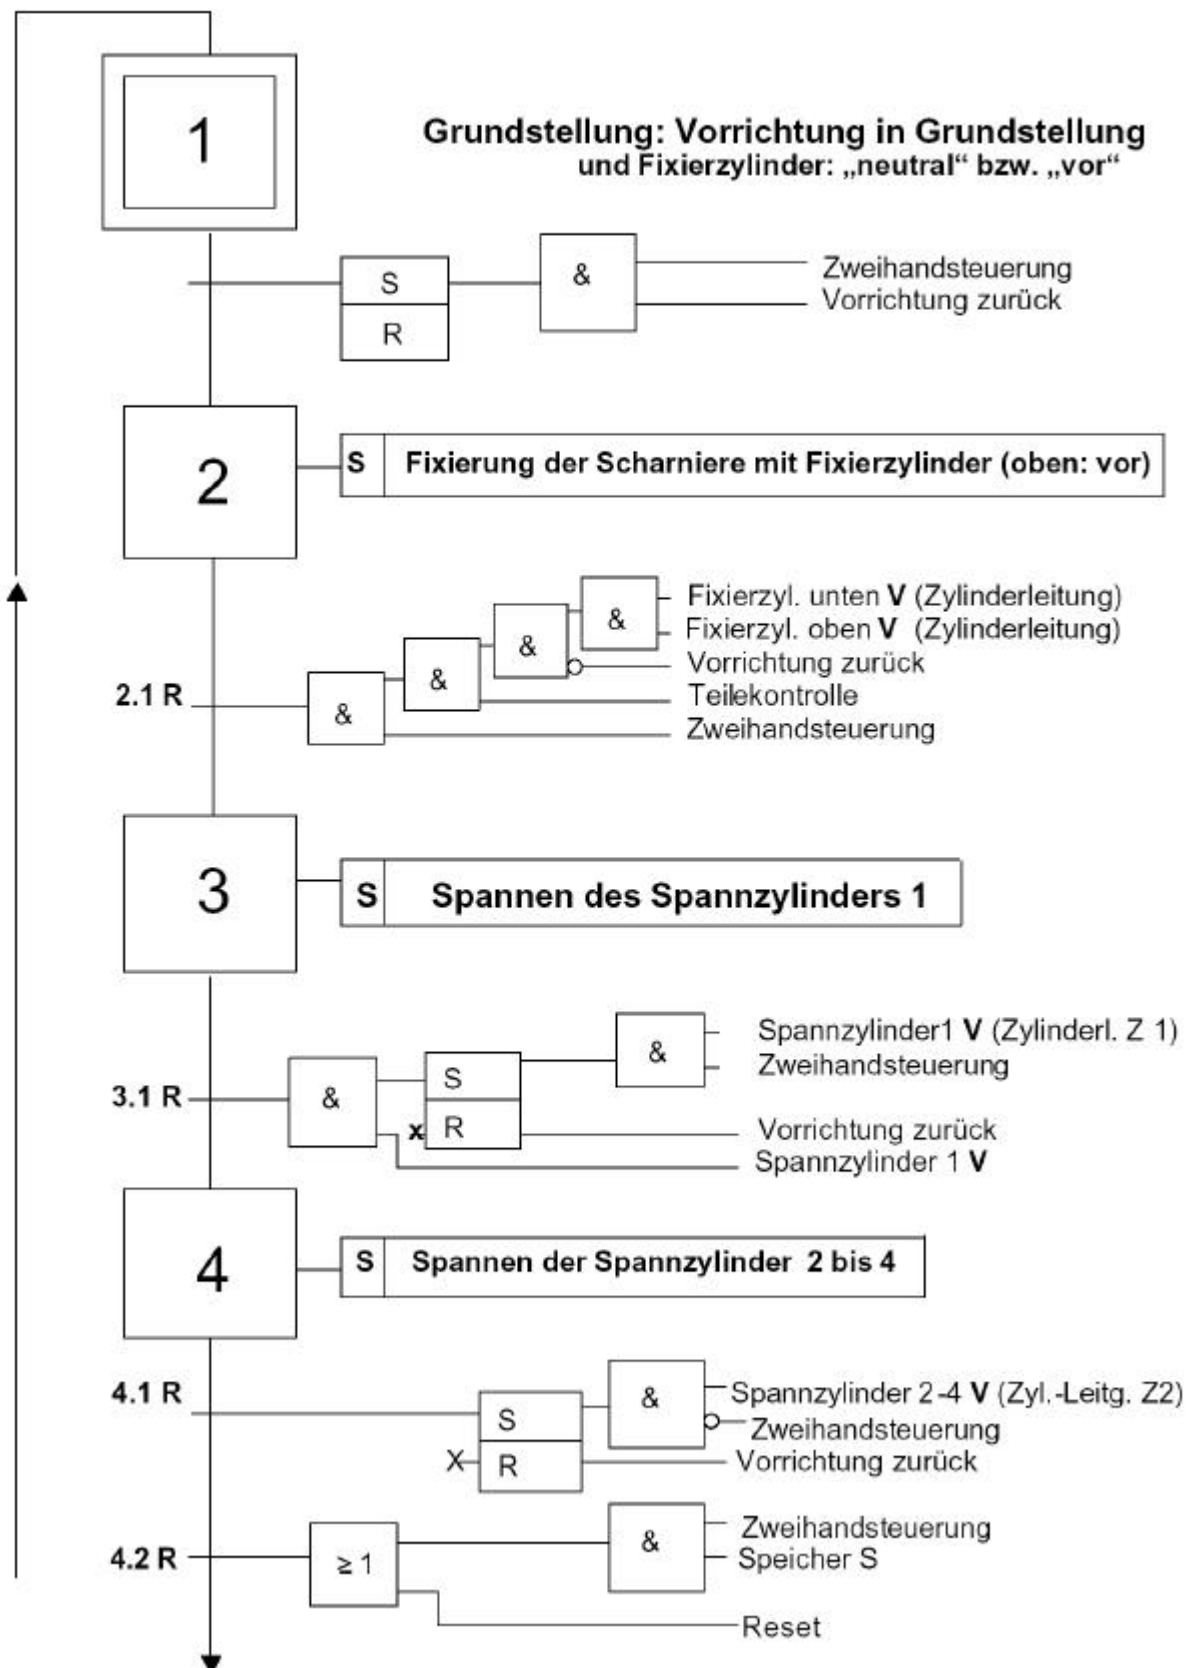 1
Grundstellung: Vorrichtung in Grundstellung
und Fixierzylinder: „neutral“ bzw. „vor“
S
R
&
Zweihandsteuerung
Vorrichtung zurück
2
S Fixierung der Scharniere mit Fixierzylinder (oben: vor)
2.1 R
&
&
&
&
Fixierzyl. unten V (Zylinderleitung)
Fixierzyl. oben V (Zylinderleitung)
Vorrichtung zurück
Teilekontrolle
Zweihandsteuerung
3
S Spannen des Spannzylinders 1
3.1 R
&
S
x R
&
Spannzylinder1 V (Zylinderl. Z 1)
Zweihandsteuerung
Vorrichtung zurück
Spannzylinder 1 V
4
S Spannen der Spannzylinder 2 bis 4
4.1 R
S
X R
&
Spannzylinder 2-4 V (Zyl.-Leitg. Z2)
Zweihandsteuerung
Vorrichtung zurück
4.2 R
≥ 1
&
Zweihandsteuerung
Speicher S
Reset